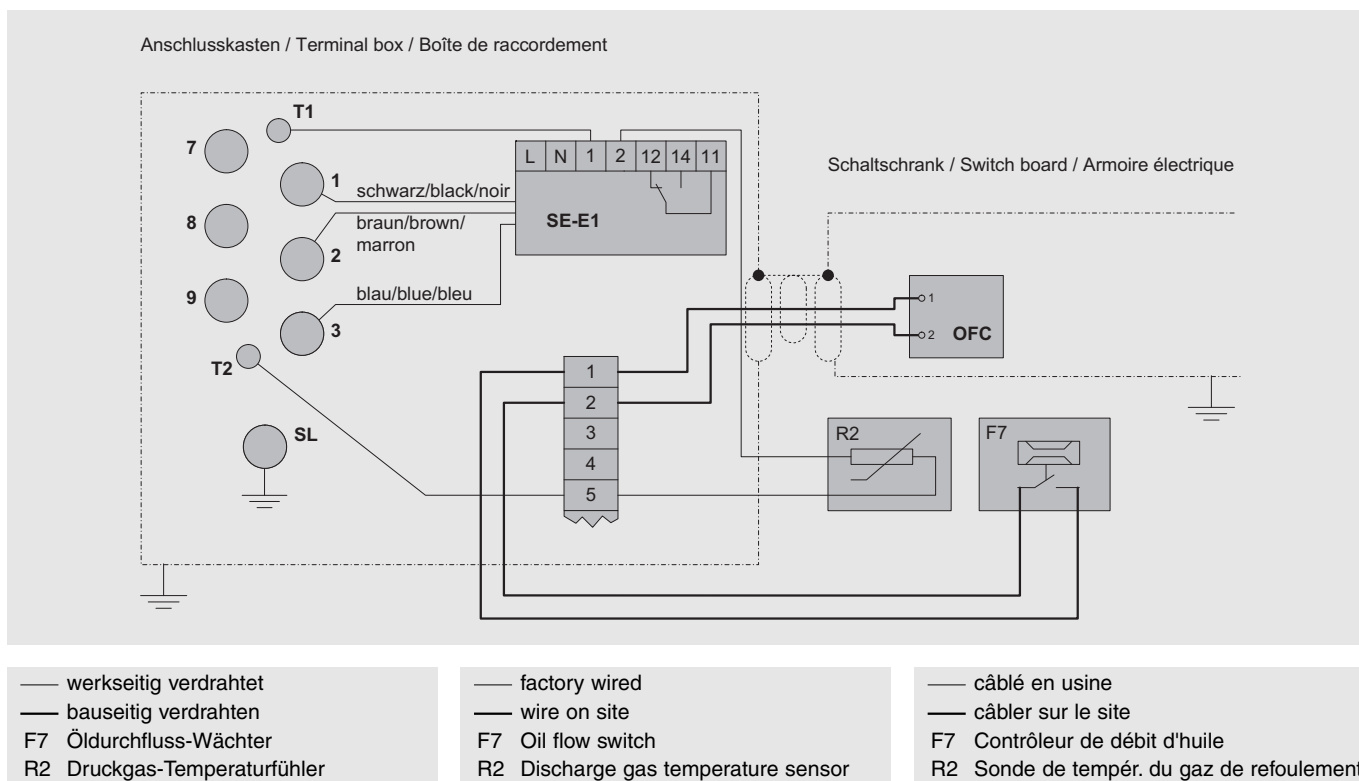 Anschlusskasten / Terminal box / Boîte de raccordement
T1
7
L N 1 2 12 14 11
Schaltschrank / Switch board / Armoire électrique
1
schwarz/black/noir
8
braun/brown/
marron
SE-E1
2
9
blau/blue/bleu
3
1
2 OFC
T2
1
2
3
4
5
SL
R2
F7
werkseitig verdrahtet
bauseitig verdrahten
F7 Öldurchfluss-Wächter
R2 Druckgas-Temperaturfühler
factory wired
wire on site
F7 Oil flow switch
R2 Discharge gas temperature sensor
câblé en usine
câbler sur le site
F7 Contrôleur de débit d'huile
R2 Sonde de tempér. du gaz de refoulement